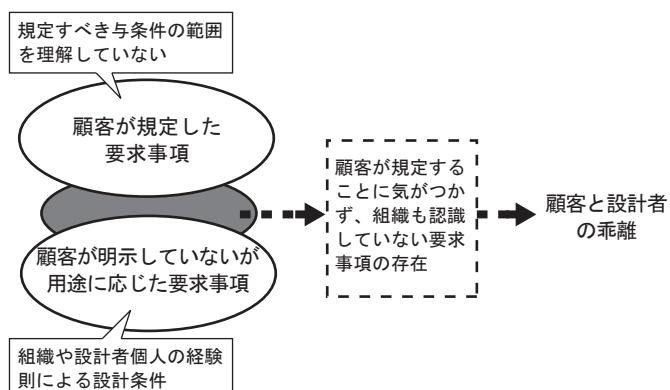 規定すべき与条件の範囲
を理解していない
顧客が規定した
要求事項
顧客が明示していないが
用途に応じた要求事項
組織や設計者個人の経験
則による設計条件
顧客が規定する
ことに気がつか
ず、組織も認識
していない要求
事項の存在
顧客と設計者
の乖離